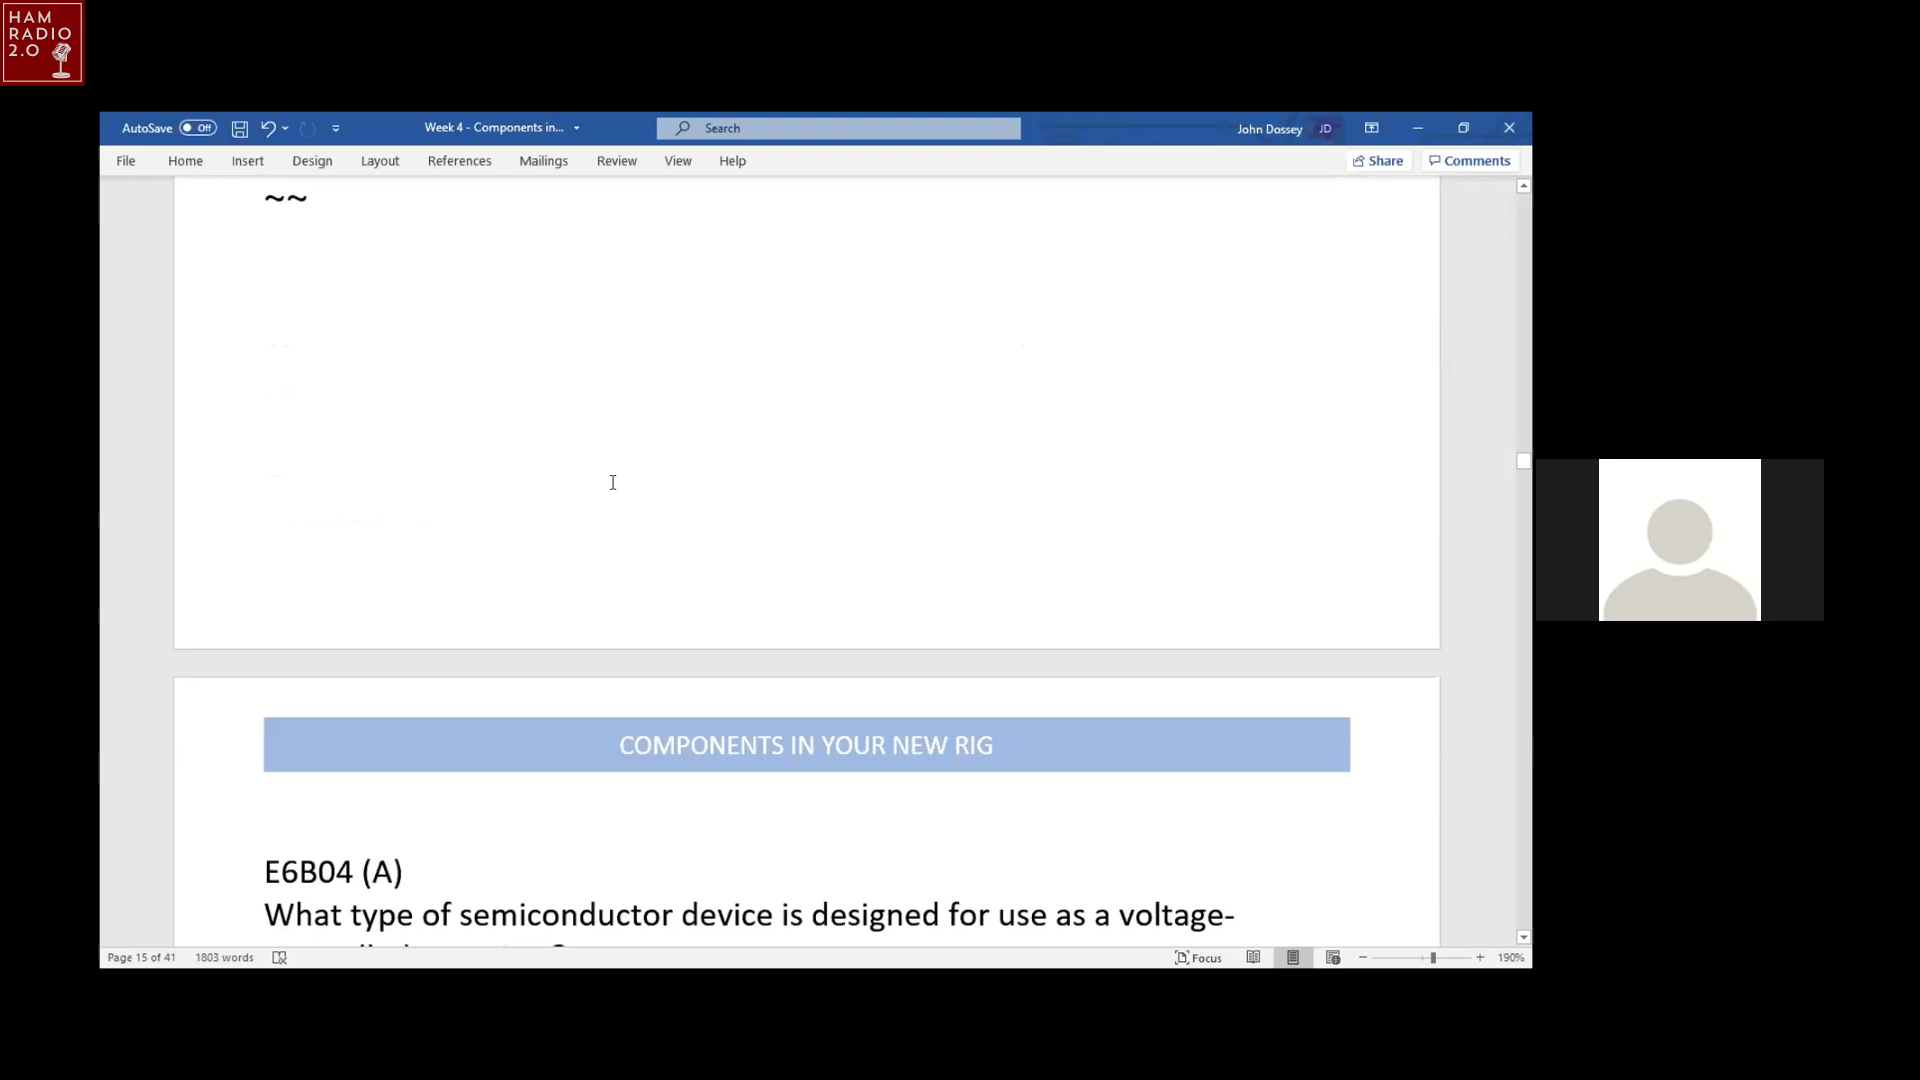 HAM
RADIO
2.0
AutoSave Off
Week 4 - Components in...
Search
John Dossey JD
File Home Insert Design Layout References Mailings Review View Help
Share Comments
~~
COMPONENTS IN YOUR NEW RIG
E6B04 (A)
What type of semiconductor device is designed for use as a voltage-
Page 15 of 41 1803 words
Focus
190%